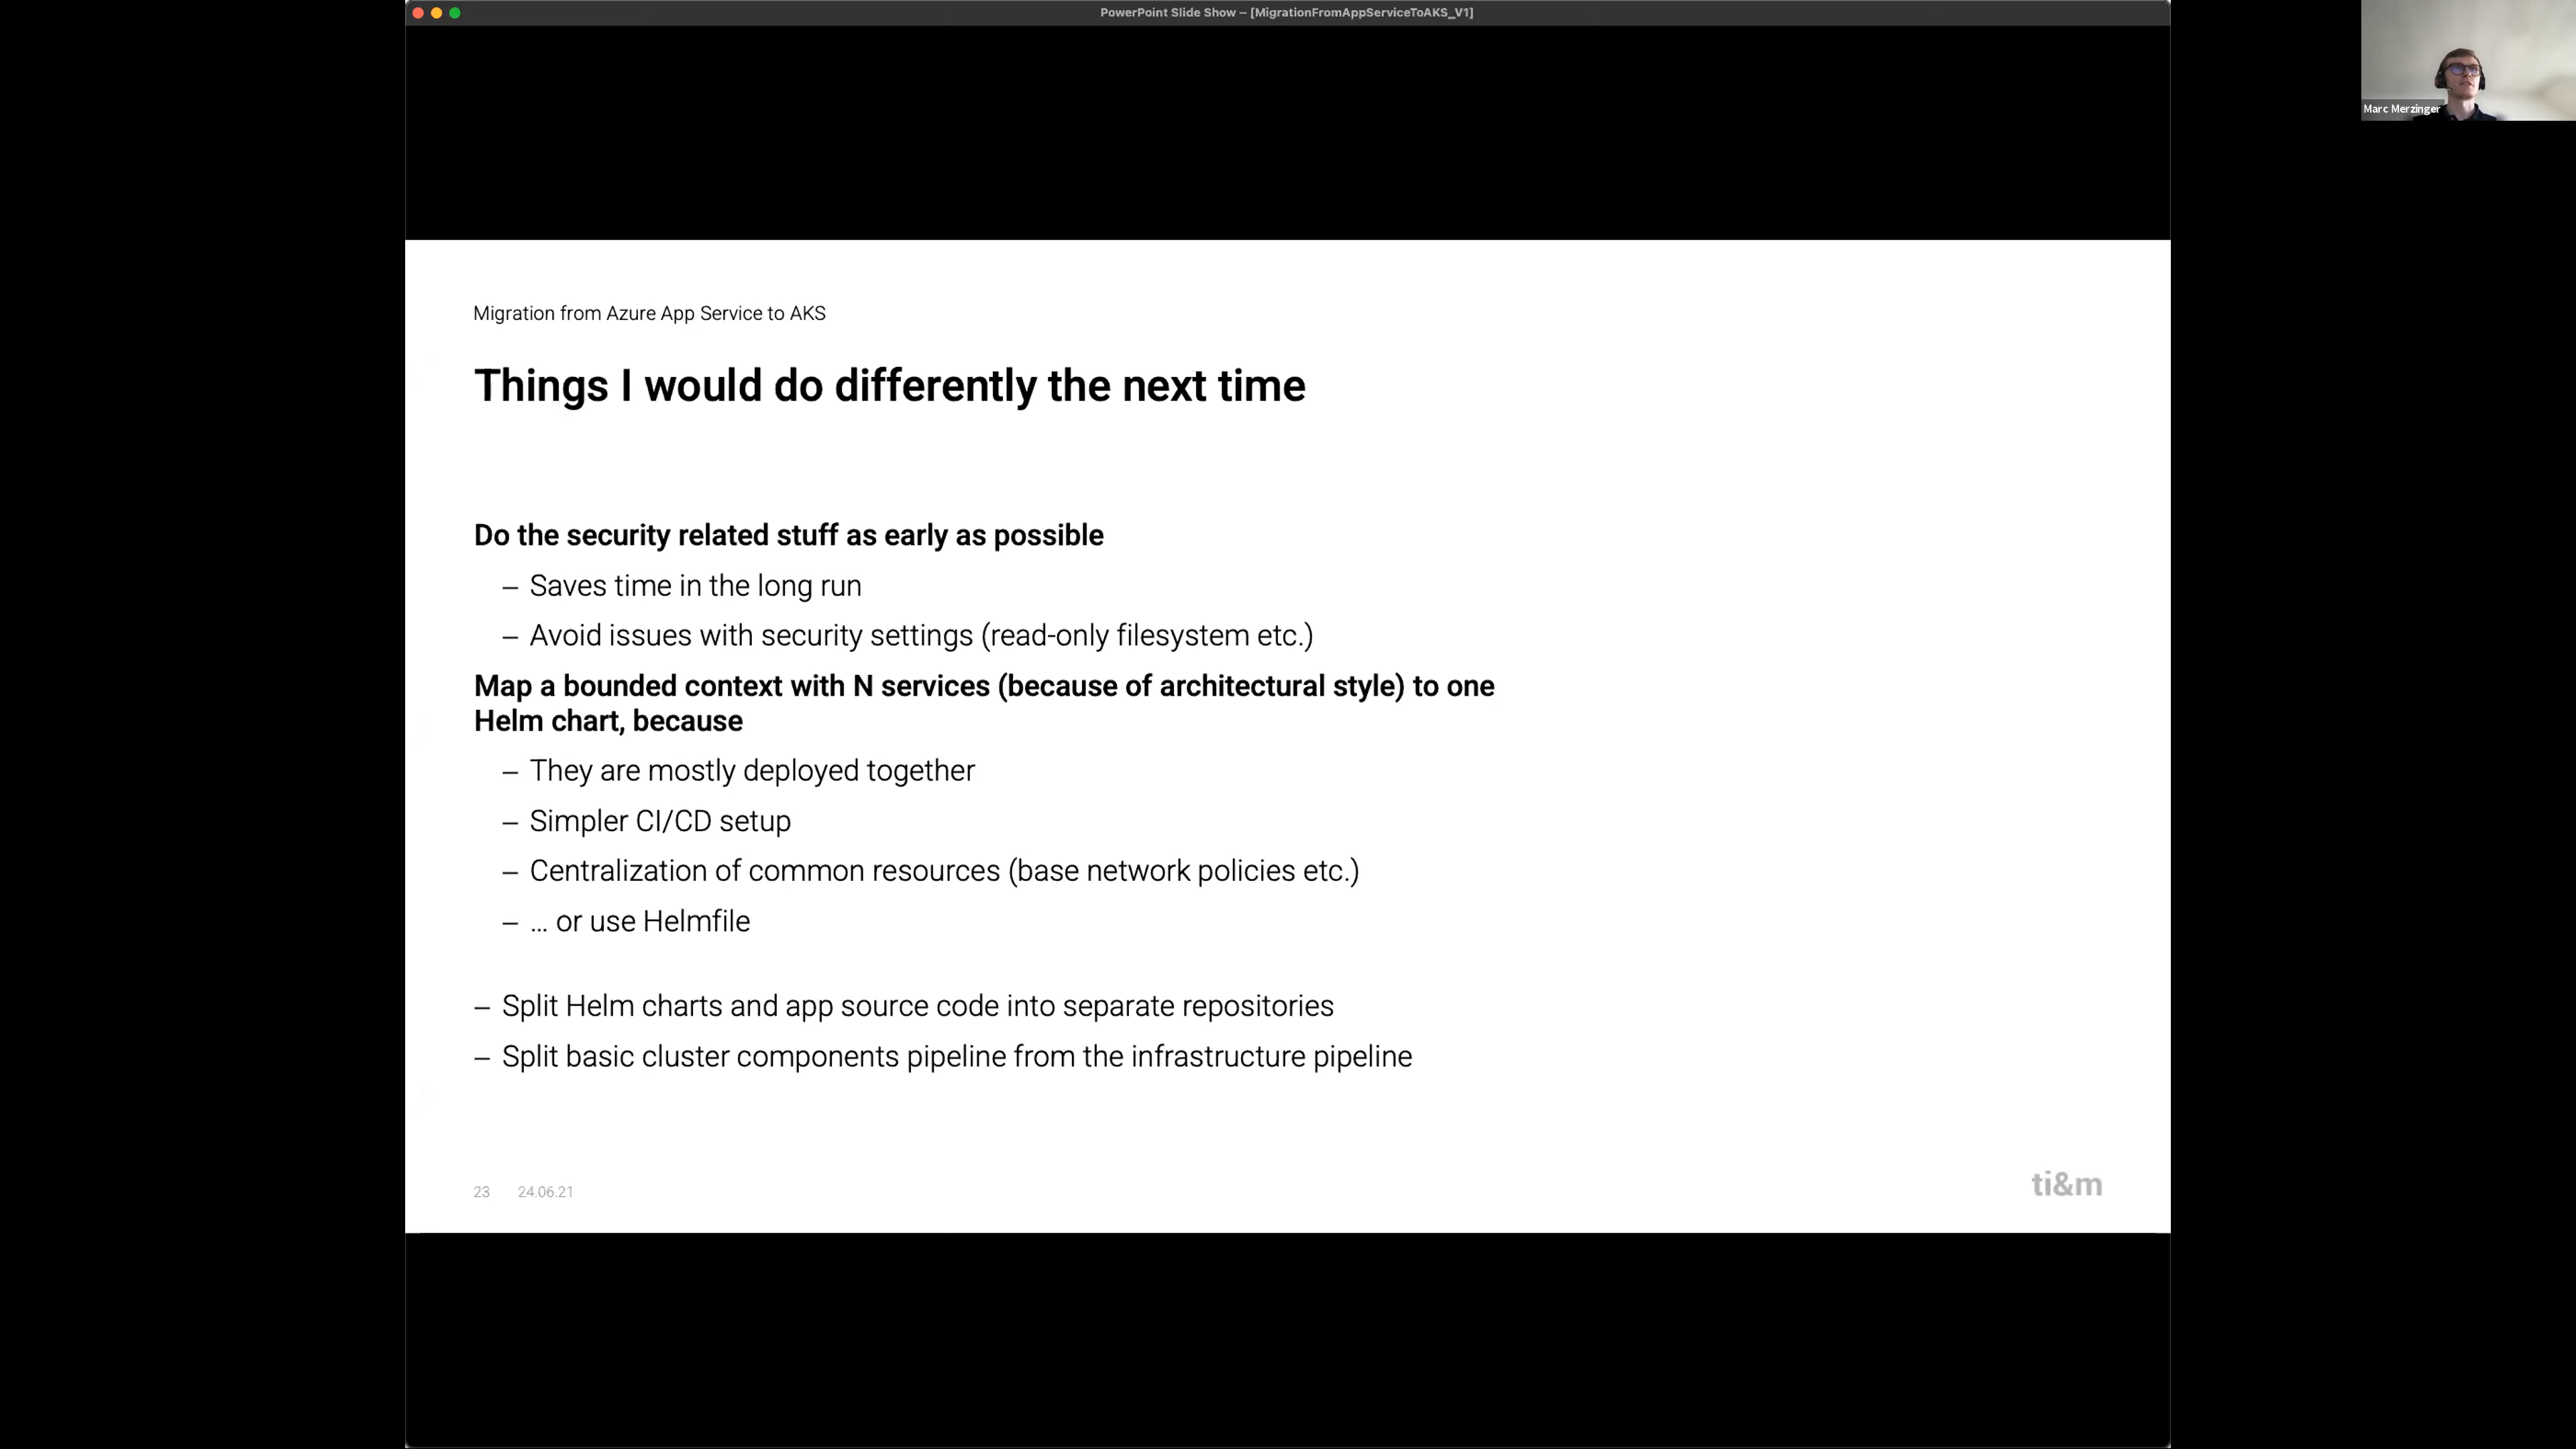 PowerPoint Slide Show – [MigrationFromAppServiceToAKS_V1]
Marc Merzinger
Migration from Azure App Service to AKS
Things I would do differently the next time
Do the security related stuff as early as possible
– Saves time in the long run
– Avoid issues with security settings (read-only filesystem etc.)
Map a bounded context with N services (because of architectural style) to one
Helm chart, because
– They are mostly deployed together
– Simpler CI/CD setup
– Centralization of common resources (base network policies etc.)
– … or use Helmfile
– Split Helm charts and app source code into separate repositories
– Split basic cluster components pipeline from the infrastructure pipeline
23 24.06.21
ti&m